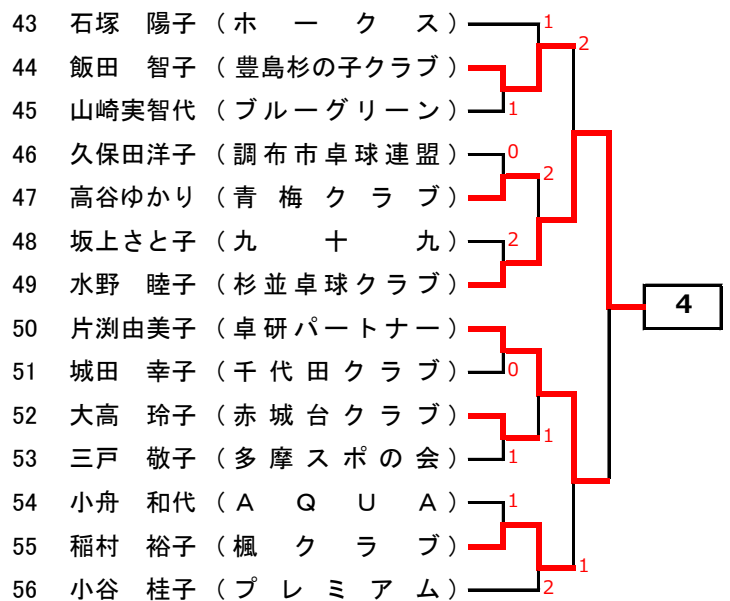 43 石塚 陽子 (ホークス) 1
2
44 飯田 智子 (豊島杉の子クラブ)
1
45 山崎実智代 (ブルーグリーン)
46 久保田洋子 (調布市卓球連盟) 0
2
47 高谷ゆかり (青梅クラブ)
48 坂上さと子 (九十九) 2
49 水野 睦子 (杉並卓球クラブ)
4
50 片渕由美子 (卓研パートナー)
51 城田 幸子 (千代田クラブ) 0
52 大高 玲子 (赤城台クラブ)
1
53 三戸 敬子 (多摩スポの会) 1
54 小舟 和代 (AQUA) 1
55 稲村 裕子 (楓クラブ)
1
56 小谷 桂子 (プレミアム) 2